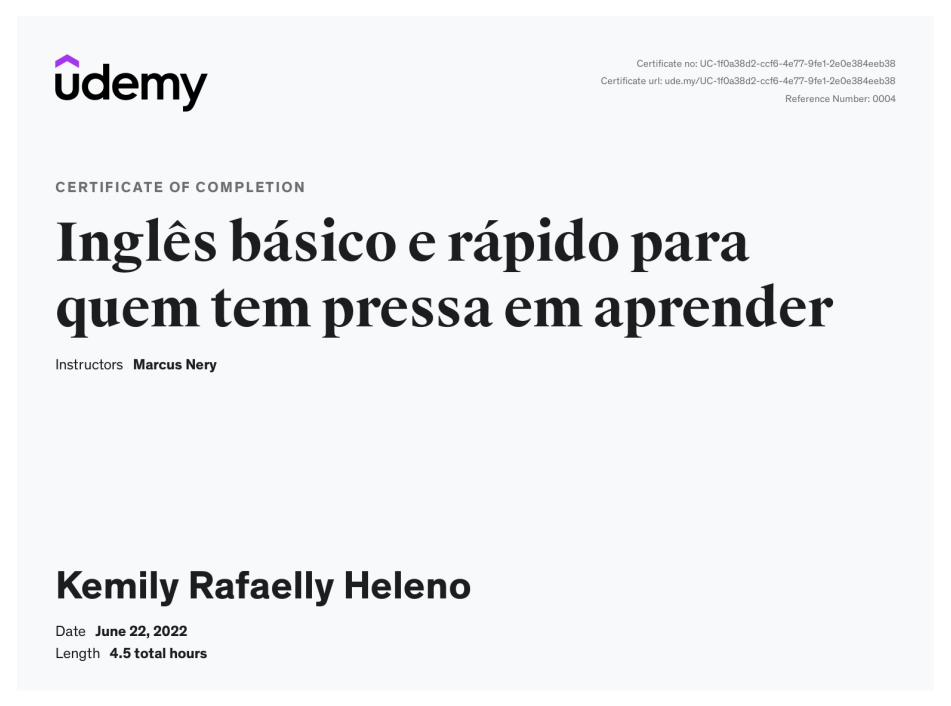 udemy
Certificate no: UC-1f0a38d2-ccf6-4e77-9fe1-2e0e384eeb38
Certificate url: ude.my/UC-1f0a38d2-ccf6-4e77-9fe1-2e0e384eeb38
Reference Number: 0004
CERTIFICATE OF COMPLETION
Inglês básico e rápido para
quem tem pressa em aprender
Instructors Marcus Nery
Kemily Rafaelly Heleno
Date June 22, 2022
Length 4.5 total hours